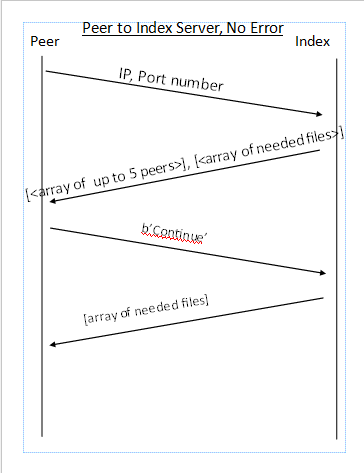 Peer to Index Server, No Error
Peer
Index
IP, Port number
[<array of  up to 5 peers>], [<array of needed files>]
b'Continue'
[array of needed files]